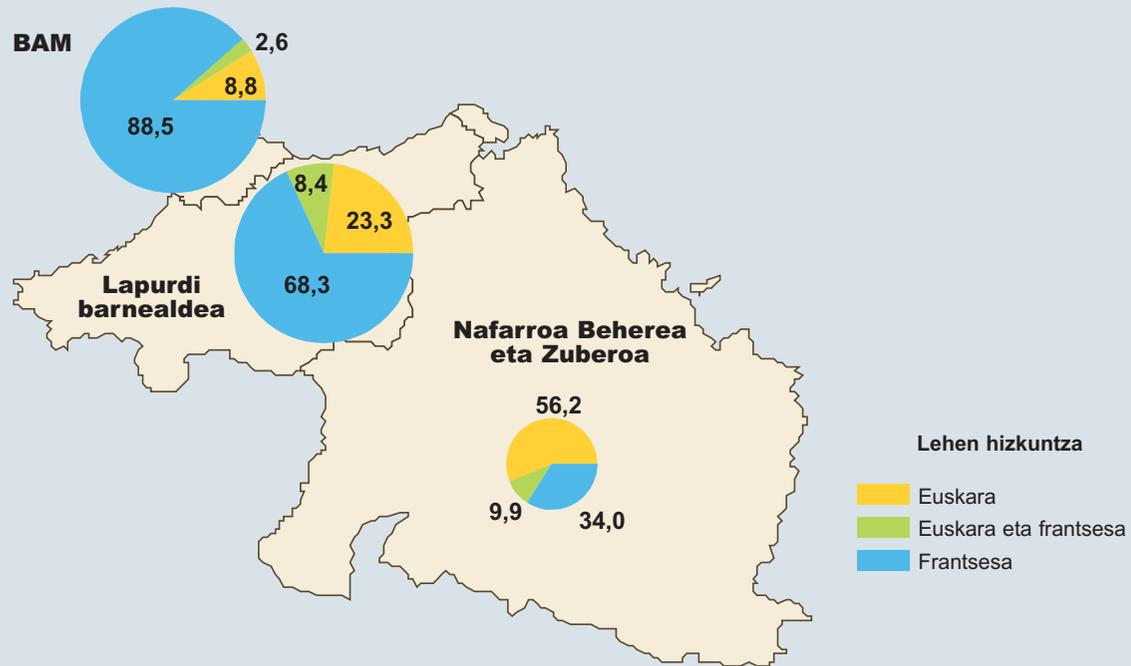 BAM
2,6
8,8
88,5
8,4
23,3
68,3
Lapurdi
barnealdea
Nafarroa Beherea
eta Zuberoa
56,2
9,9
34,0
Lehen hizkuntza
Euskara
Euskara eta frantsesa
Frantsesa